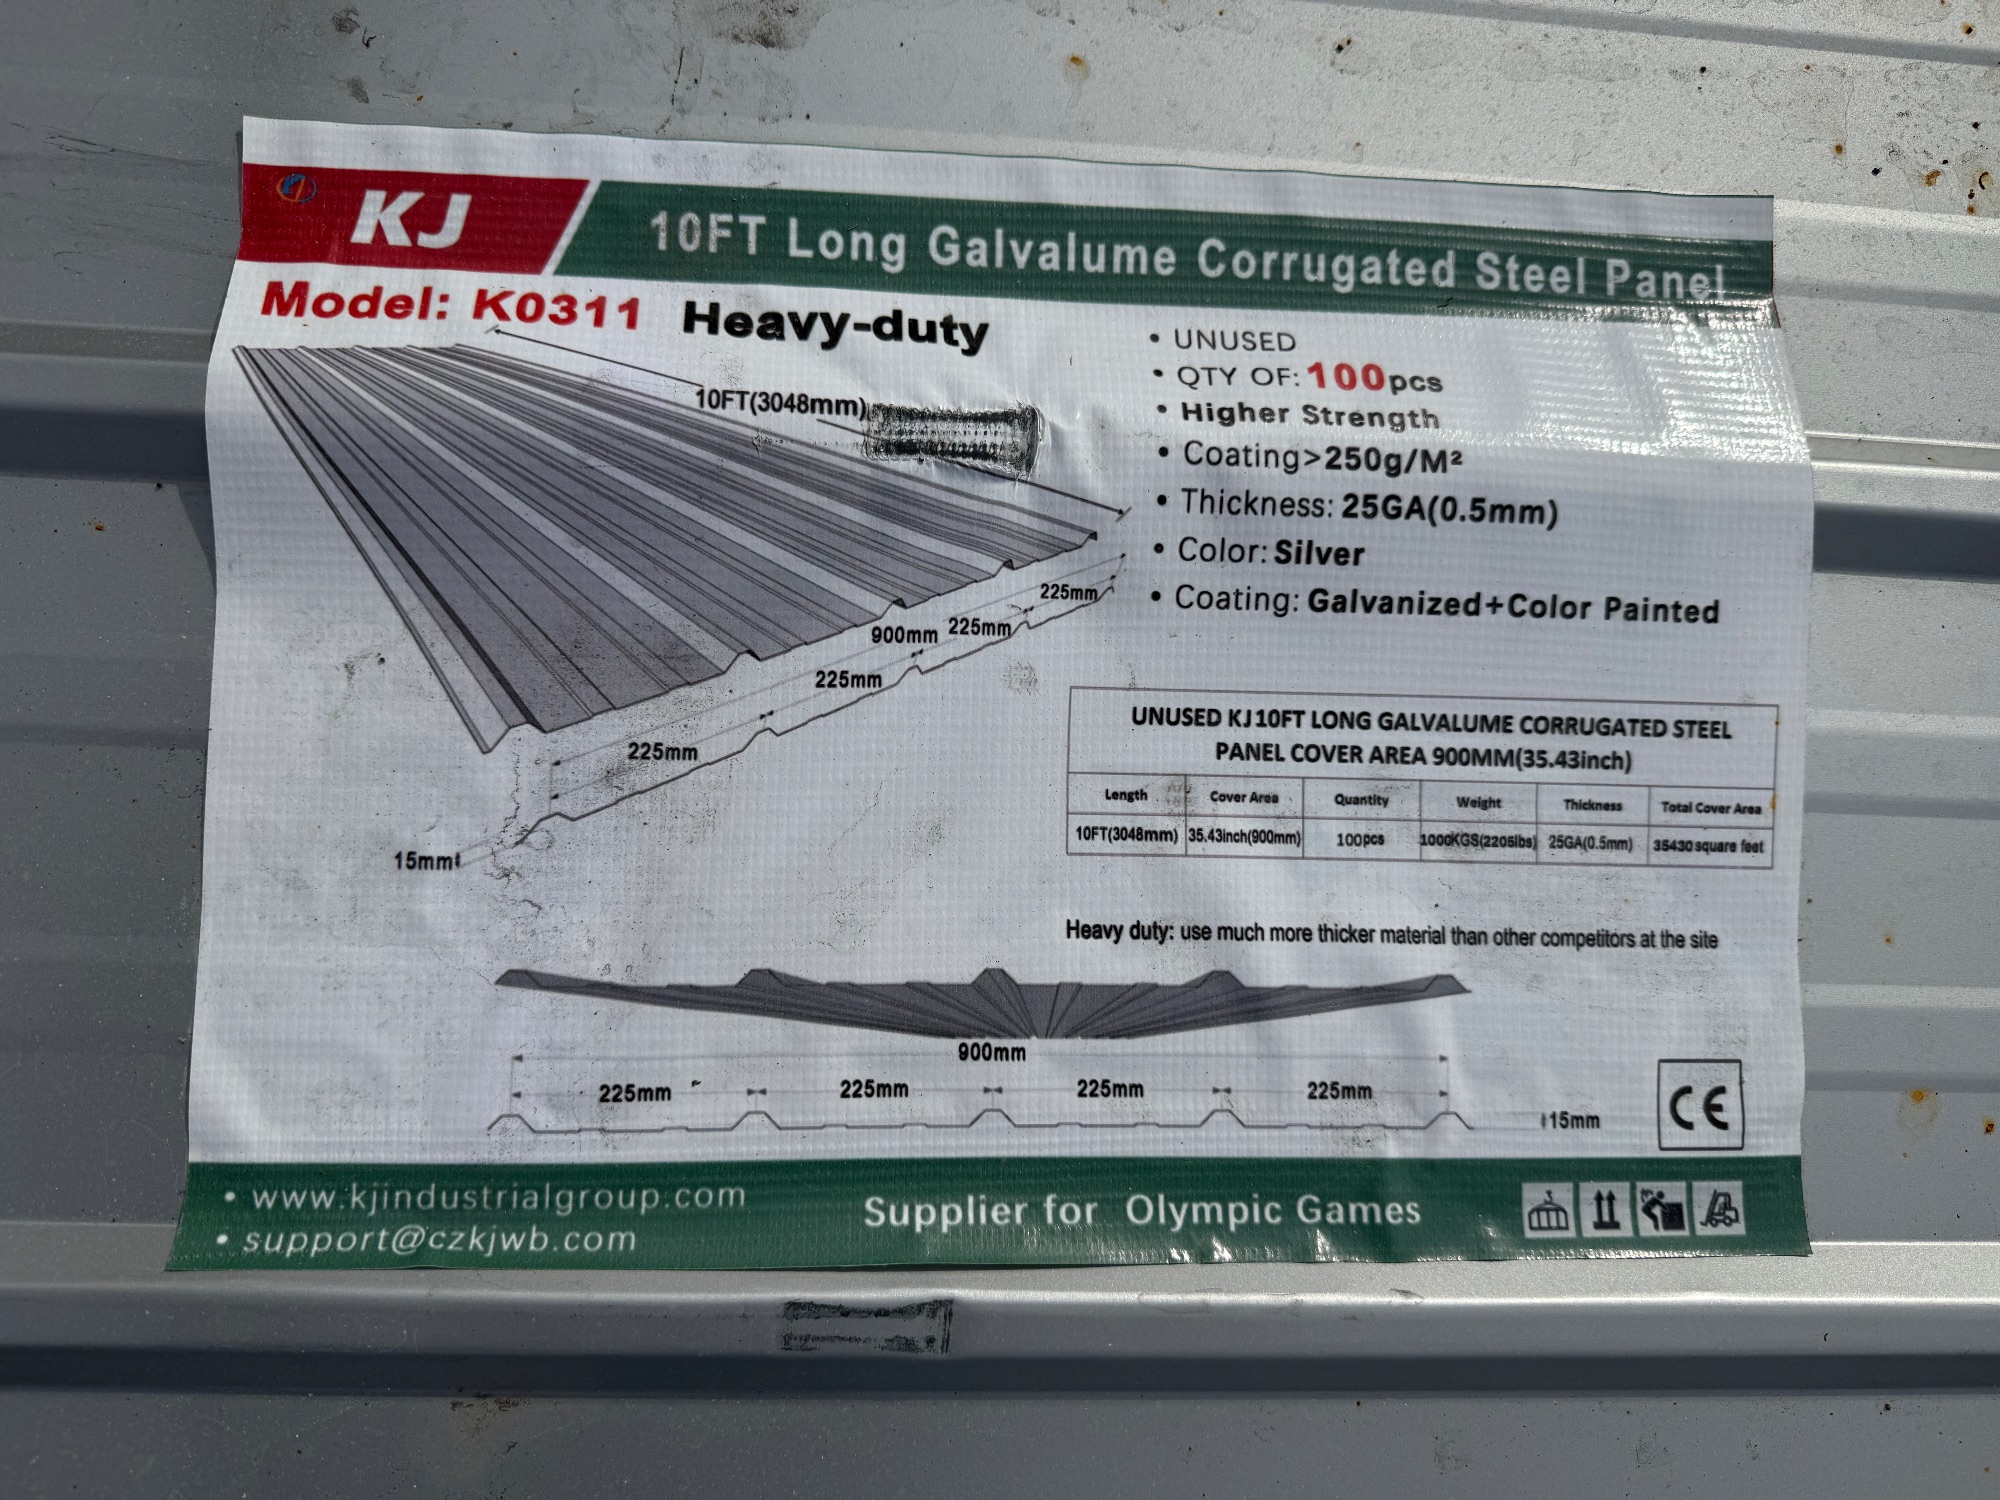 KJ
10FT Long Galvalume Corrugated Steel Panel
Model: K0311 Heavy-duty
10FT(3048mm)
• UNUSED
• QTY OF: 100pcs
• Higher Strength
• Coating>250g/M²
• Thickness: 25GA(0.5mm)
• Color: Silver
• Coating: Galvanized+Color Painted
225mm
225mm
900mm
225mm
225mm
15mm
UNUSED KJ10FT LONG GALVALUME CORRUGATED STEEL
PANEL COVER AREA 900MM(35.43inch)
Length Cover Area Quantity Weight Thickness Total Cover Area
10FT(3048mm) 35.43inch(900mm) 100pcs 1000KGS(2205lbs) 25GA(0.5mm) 35430 square feet
Heavy duty: use much more thicker material than other competitors at the site
900mm
225mm 225mm 225mm 225mm
15mm
CE
• www.kjindustrialgroup.com
• support@czkjwb.com
Supplier for Olympic Games